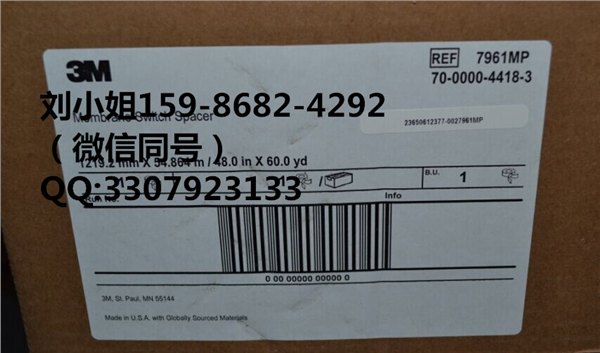 3M
REF 7961MP
70-0000-4418-3
刘小姐159-8682-4292
Membrane Switch Spacer
23650612377-0027961MP
（微信同号）
1219.2 mm X 54.864 m / 48.0 in X 60.0 yd
QQ:3307923133
B.U. 1
Run No.
Info
0 00 00000 00000 0
3M, St. Paul, MN 55144
Made in U.S.A. with Globally Sourced Materials